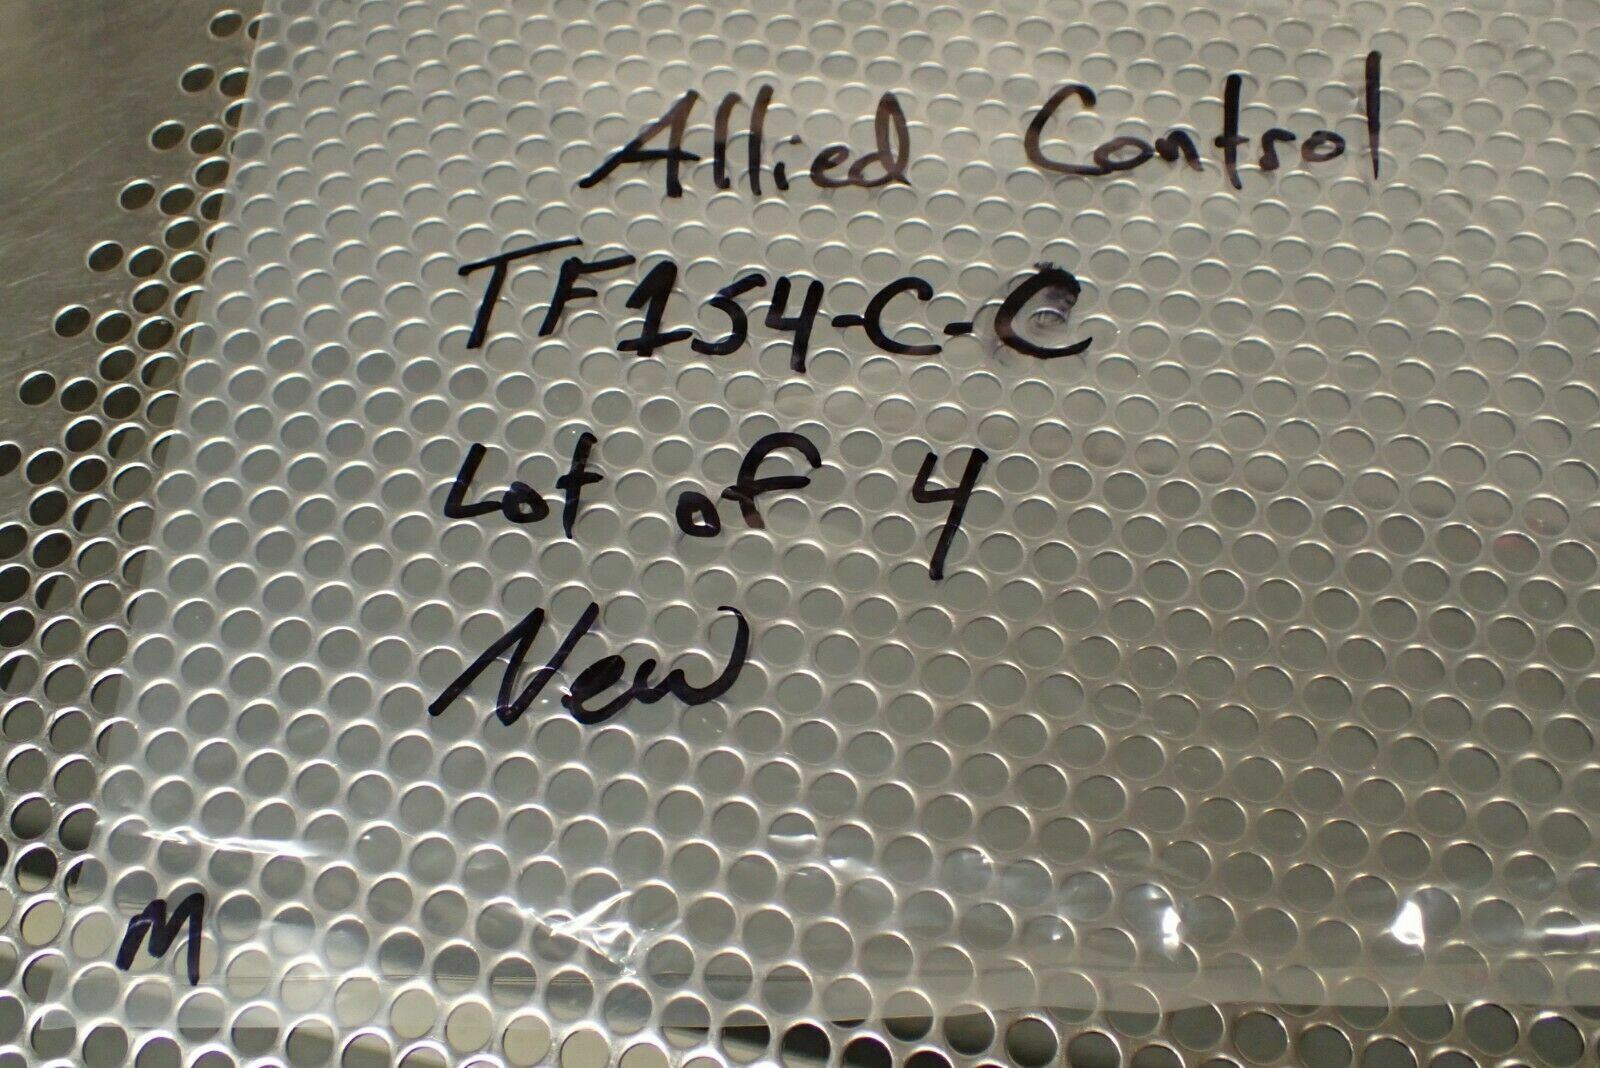 Allied Control
TF154-C-C
Lot of 4
New
M